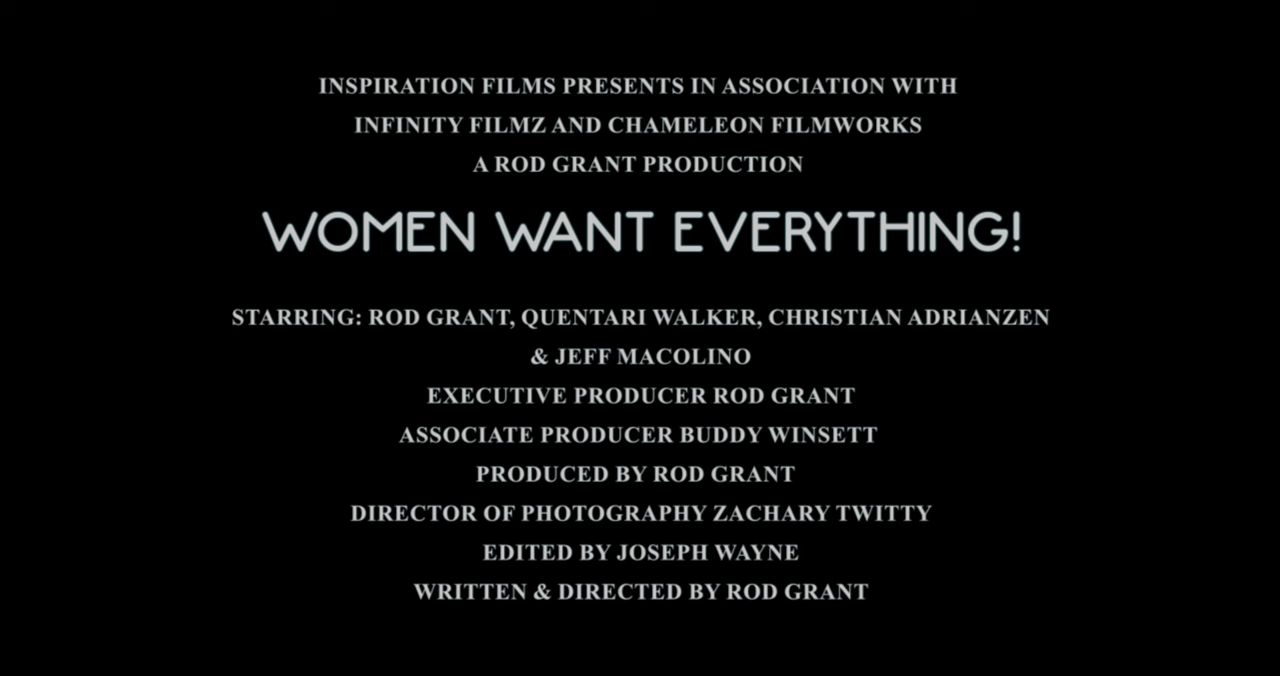 INSPIRATION FILMS PRESENTS IN ASSOCIATION WITH
INFINITY FILMZ AND CHAMELEON FILMWORKS
A ROD GRANT PRODUCTION
WOMEN WANT EVERYTHING!
STARRING: ROD GRANT, QUENTARI WALKER, CHRISTIAN ADRIANZEN
& JEFF MACOLINO
EXECUTIVE PRODUCER ROD GRANT
ASSOCIATE PRODUCER BUDDY WINSETT
PRODUCED BY ROD GRANT
DIRECTOR OF PHOTOGRAPHY ZACHARY TWITTY
EDITED BY JOSEPH WAYNE
WRITTEN & DIRECTED BY ROD GRANT